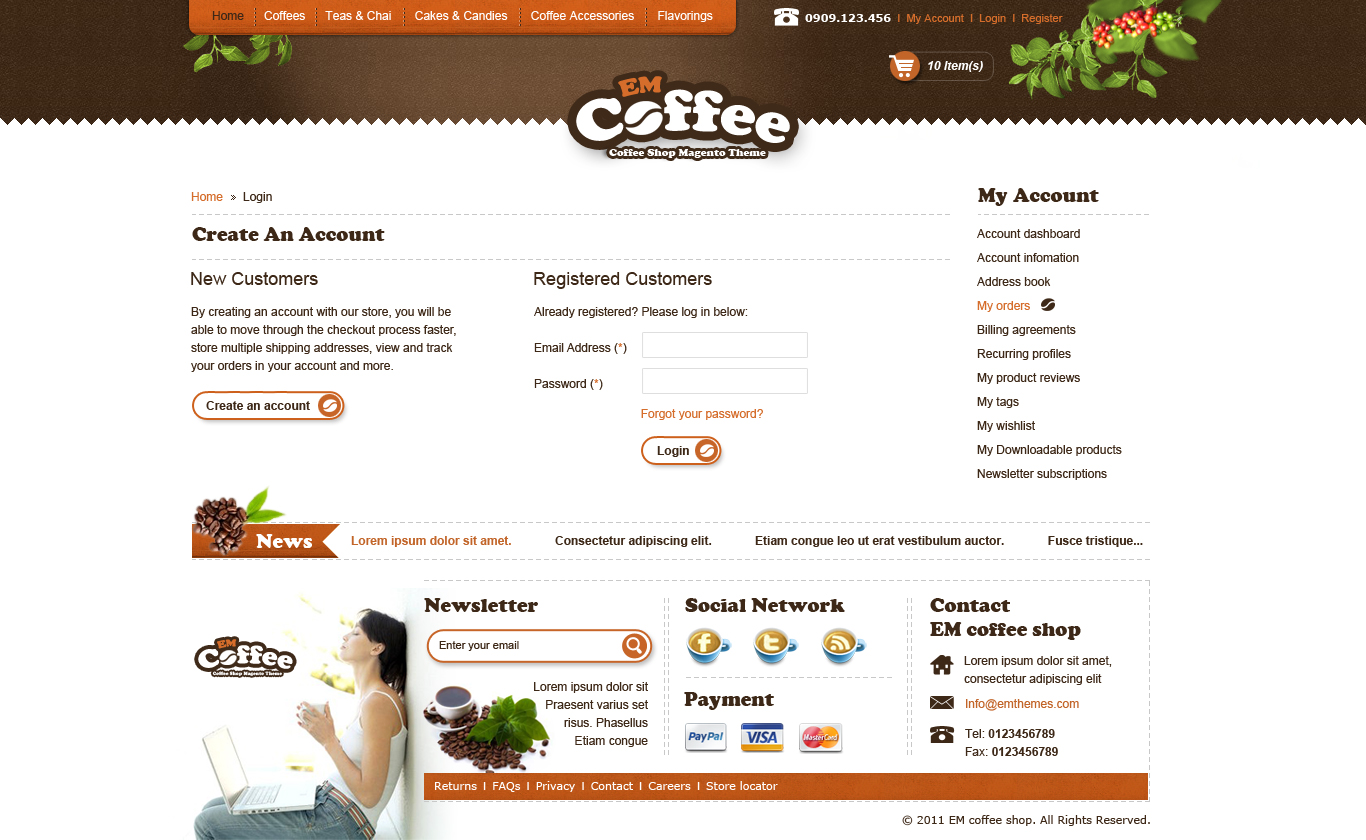 Home Coffees Teas & Chai Cakes & Candies Coffee Accessories Flavorings
0909.123.456 | My Account | Login | Register
10 Item(s)
EM
Coffee
Coffee Shop Magento Theme
Home » Login
Create An Account
New Customers
By creating an account with our store, you will be
able to move through the checkout process faster,
store multiple shipping addresses, view and track
your orders in your account and more.
Create an account
Registered Customers
Already registered? Please log in below:
Email Address (*)
Password (*)
Forgot your password?
Login
My Account
Account dashboard
Account infomation
Address book
My orders
Billing agreements
Recurring profiles
My product reviews
My tags
My wishlist
My Downloadable products
Newsletter subscriptions
News
Lorem ipsum dolor sit amet. Consectetur adipiscing elit. Etiam congue leo ut erat vestibulum auctor. Fusce tristique...
EM
Coffee
Coffee Shop Magento Theme
Newsletter
Enter your email
Lorem ipsum dolor sit
Praesent varius set
risus. Phasellus
Etiam congue
Social Network
f
t
Payment
PayPal
VISA
MasterCard
Contact
EM coffee shop
Lorem ipsum dolor sit amet,
consectetur adipiscing elit
Info@emthemes.com
Tel: 0123456789
Fax: 0123456789
Returns | FAQs | Privacy | Contact | Careers | Store locator
© 2011 EM coffee shop. All Rights Reserved.